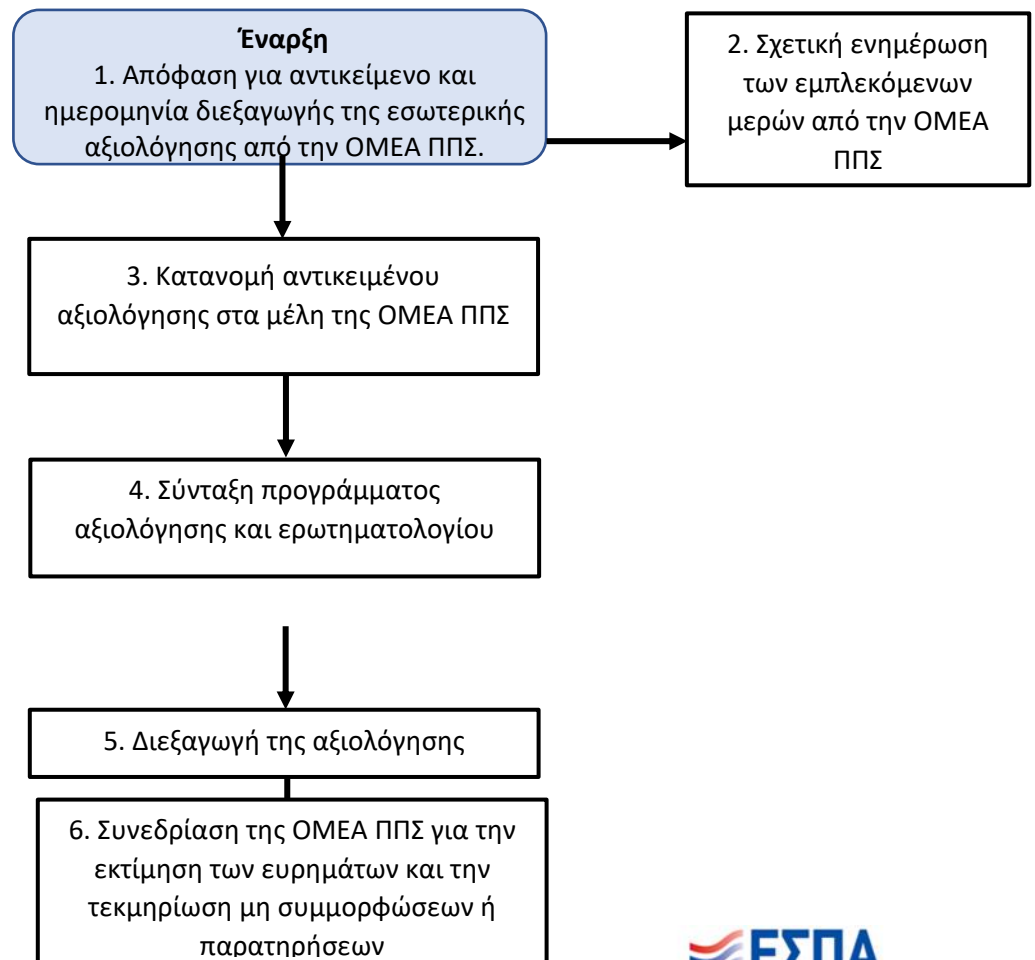 Έναρξη
1. Απόφαση για αντικείμενο και
ημερομηνία διεξαγωγής της εσωτερικής
αξιολόγησης από την ΟΜΕΑ ΠΠΣ.
2. Σχετική ενημέρωση
των εμπλεκόμενων
μερών από την ΟΜΕΑ
ΠΠΣ
3. Κατανομή αντικειμένου
αξιολόγησης στα μέλη της ΟΜΕΑ ΠΠΣ
4. Σύνταξη προγράμματος
αξιολόγησης και ερωτηματολογίου
5. Διεξαγωγή της αξιολόγησης
6. Συνεδρίαση της ΟΜΕΑ ΠΠΣ για την
εκτίμηση των ευρημάτων και την
τεκμηρίωση μη συμμορφώσεων ή
παρατηρήσεων
ΕΣΠΑ